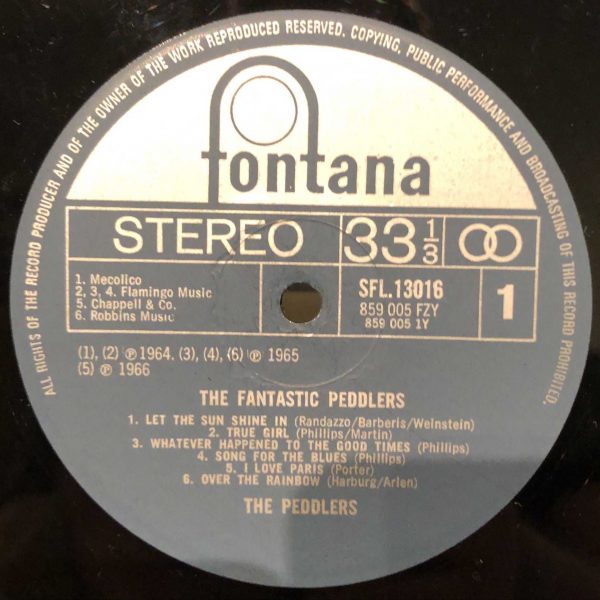 ALL RIGHTS OF THE RECORD PRODUCER AND OF THE OWNER OF THE WORK REPRODUCED RESERVED. COPYING, PUBLIC PERFORMANCE AND BROADCASTING OF THIS RECORD PROHIBITED.
fontana
STEREO 33 1/3
1. Mecolico
2, 3, 4. Flamingo Music
5. Chappell & Co.
6. Robbins Music
SFL.13016
859 005 FZY
859 005 1Y
1
(1), (2) ℗ 1964. (3), (4), (6) ℗ 1965
(5) ℗ 1966
THE FANTASTIC PEDDLERS
1. LET THE SUN SHINE IN (Randazzo/Barberis/Weinstein)
2. TRUE GIRL (Phillips/Martin)
3. WHATEVER HAPPENED TO THE GOOD TIMES (Phillips)
4. SONG FOR THE BLUES (Phillips)
5. I LOVE PARIS (Porter)
6. OVER THE RAINBOW (Harburg/Arlen)
THE PEDDLERS